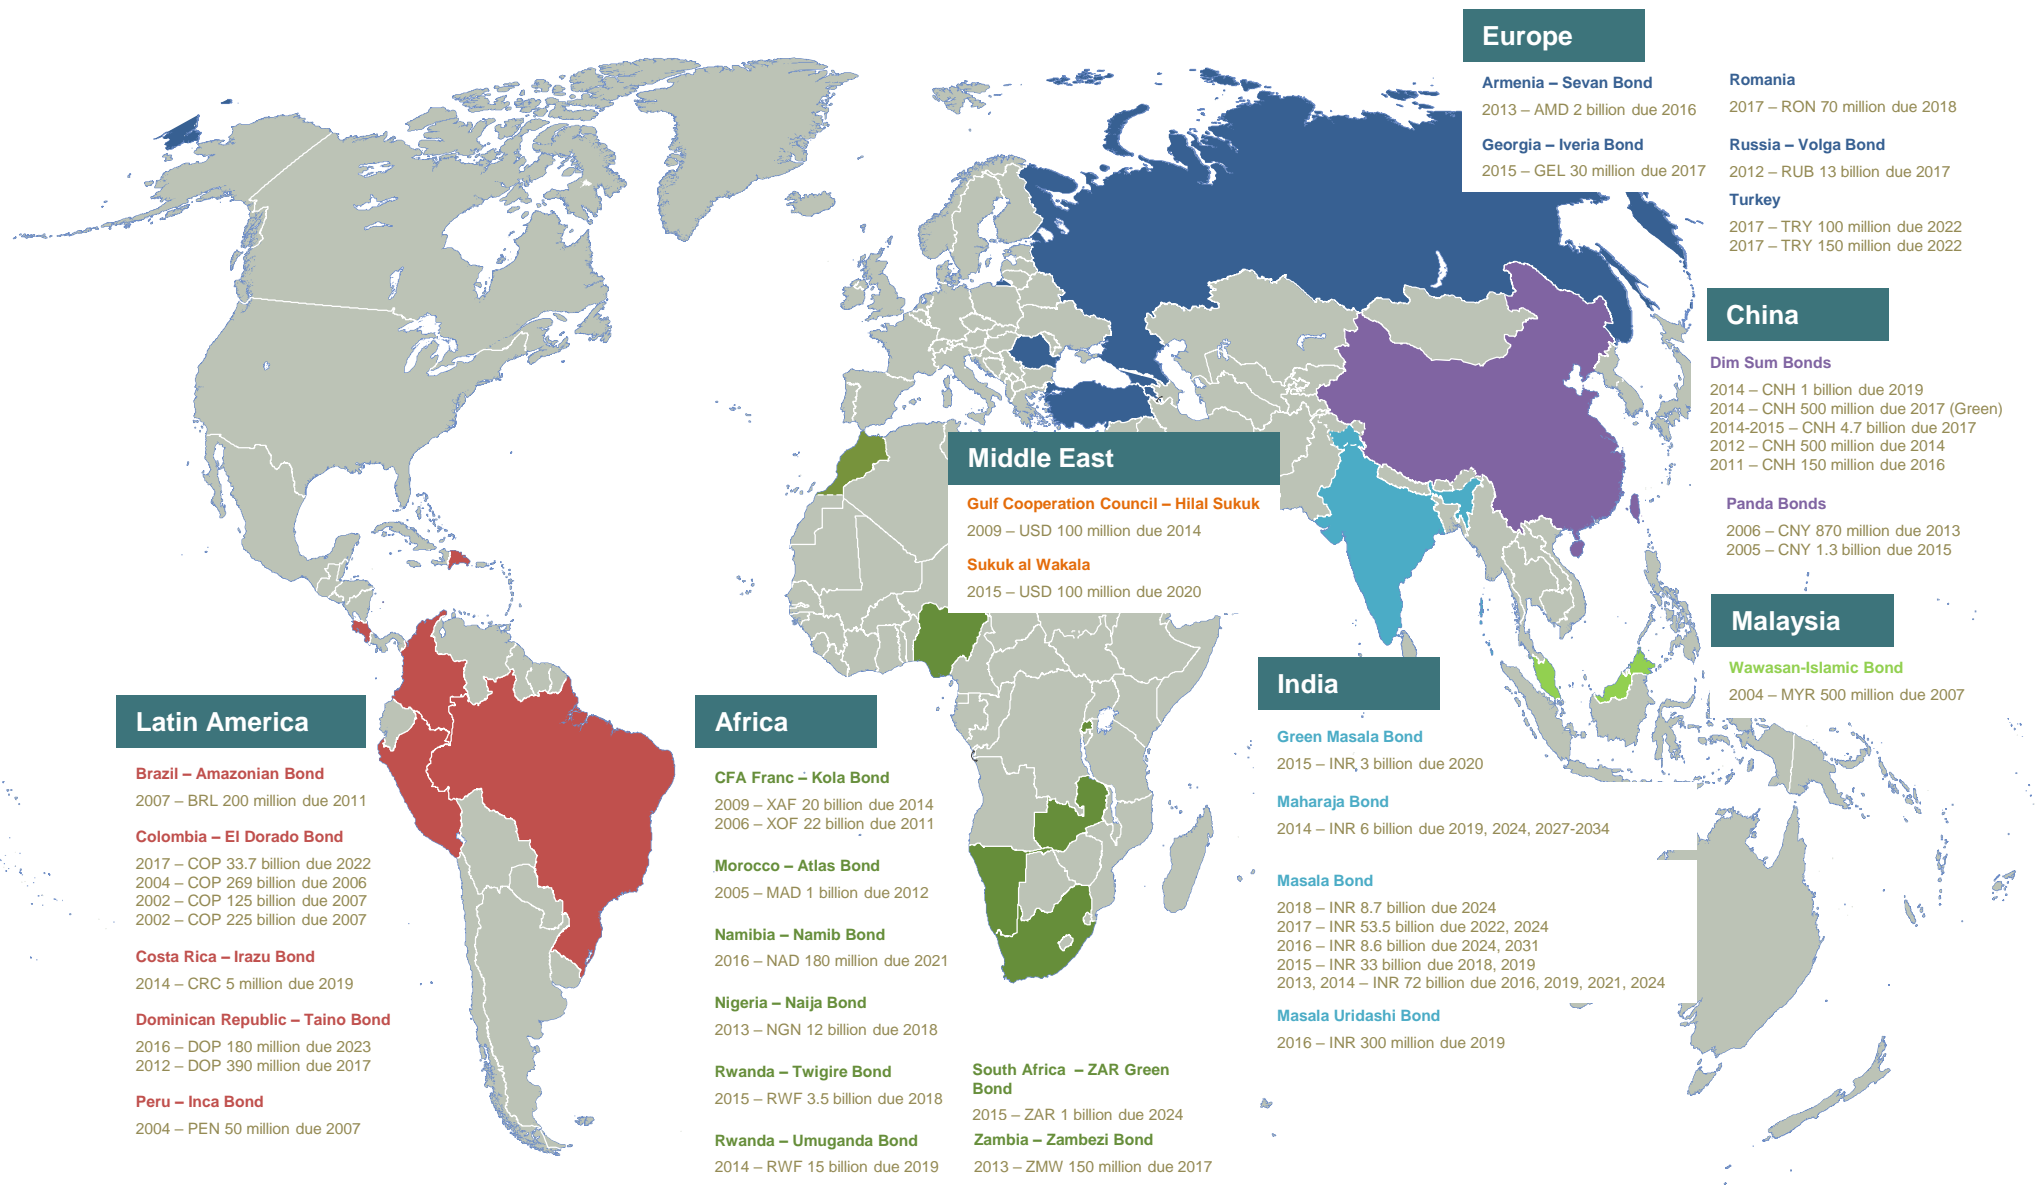 Europe
Armenia – Sevan Bond
2013 – AMD 2 billion due 2016
Georgia – Iveria Bond
2015 – GEL 30 million due 2017
Romania
2017 – RON 70 million due 2018
Russia – Volga Bond
2012 – RUB 13 billion due 2017
Turkey
2017 – TRY 100 million due 2022
2017 – TRY 150 million due 2022
China
Dim Sum Bonds
2014 – CNH 1 billion due 2019
2014 – CNH 500 million due 2017 (Green)
2014-2015 – CNH 4.7 billion due 2017
2012 – CNH 500 million due 2014
2011 – CNH 150 million due 2016
Panda Bonds
2006 – CNY 870 million due 2013
2005 – CNY 1.3 billion due 2015
Middle East
Gulf Cooperation Council – Hilal Sukuk
2009 – USD 100 million due 2014
Sukuk al Wakala
2015 – USD 100 million due 2020
Malaysia
Wawasan-Islamic Bond
2004 – MYR 500 million due 2007
India
Green Masala Bond
2015 – INR 3 billion due 2020
Maharaja Bond
2014 – INR 6 billion due 2019, 2024, 2027-2034
Masala Bond
2018 – INR 8.7 billion due 2024
2017 – INR 53.5 billion due 2022, 2024
2016 – INR 8.6 billion due 2024, 2031
2015 – INR 33 billion due 2018, 2019
2013, 2014 – INR 72 billion due 2016, 2019, 2021, 2024
Masala Uridashi Bond
2016 – INR 300 million due 2019
Latin America
Brazil – Amazonian Bond
2007 – BRL 200 million due 2011
Colombia – El Dorado Bond
2017 – COP 33.7 billion due 2022
2004 – COP 269 billion due 2006
2002 – COP 125 billion due 2007
2002 – COP 225 billion due 2007
Costa Rica – Irazu Bond
2014 – CRC 5 million due 2019
Dominican Republic – Taino Bond
2016 – DOP 180 million due 2023
2012 – DOP 390 million due 2017
Peru – Inca Bond
2004 – PEN 50 million due 2007
Africa
CFA Franc – Kola Bond
2009 – XAF 20 billion due 2014
2006 – XOF 22 billion due 2011
Morocco – Atlas Bond
2005 – MAD 1 billion due 2012
Namibia – Namib Bond
2016 – NAD 180 million due 2021
Nigeria – Naija Bond
2013 – NGN 12 billion due 2018
Rwanda – Twigire Bond
2015 – RWF 3.5 billion due 2018
Rwanda – Umuganda Bond
2014 – RWF 15 billion due 2019
South Africa – ZAR Green
Bond
2015 – ZAR 1 billion due 2024
Zambia – Zambezi Bond
2013 – ZMW 150 million due 2017